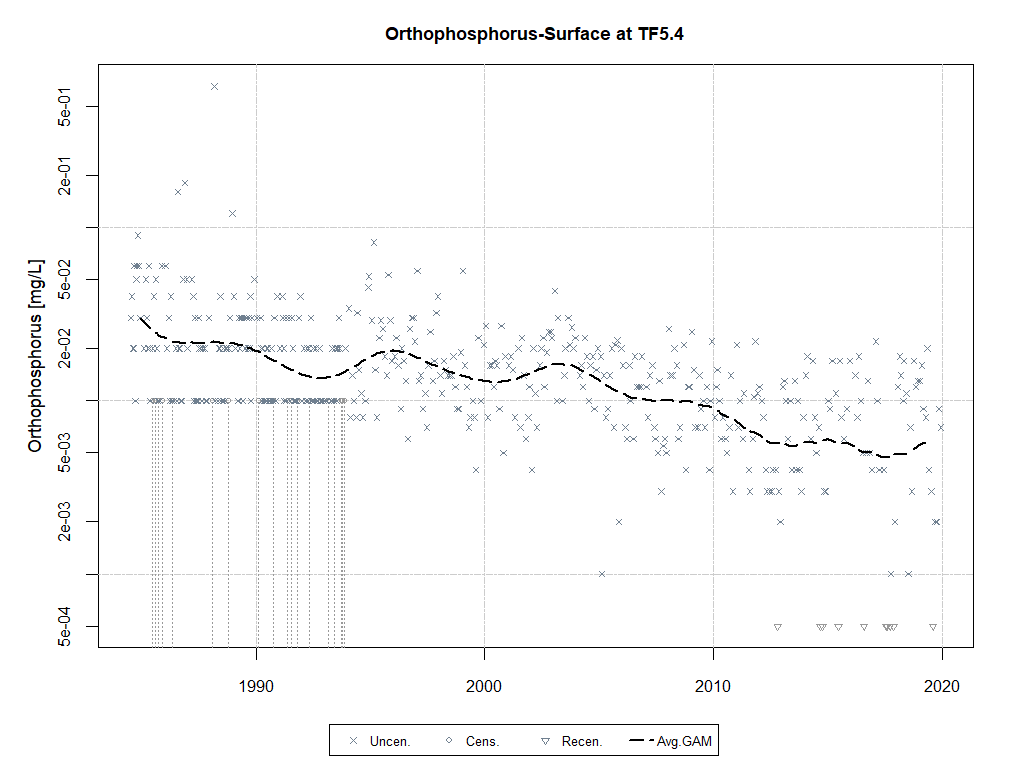 Orthophosphorus-Surface at TF5.4
Orthophosphorus [mg/L]
5e-01
2e-01
5e-02
2e-02
5e-03
2e-03
5e-04
1990
2000
2010
2020
Uncen.
Cens.
Recen.
Avg.GAM